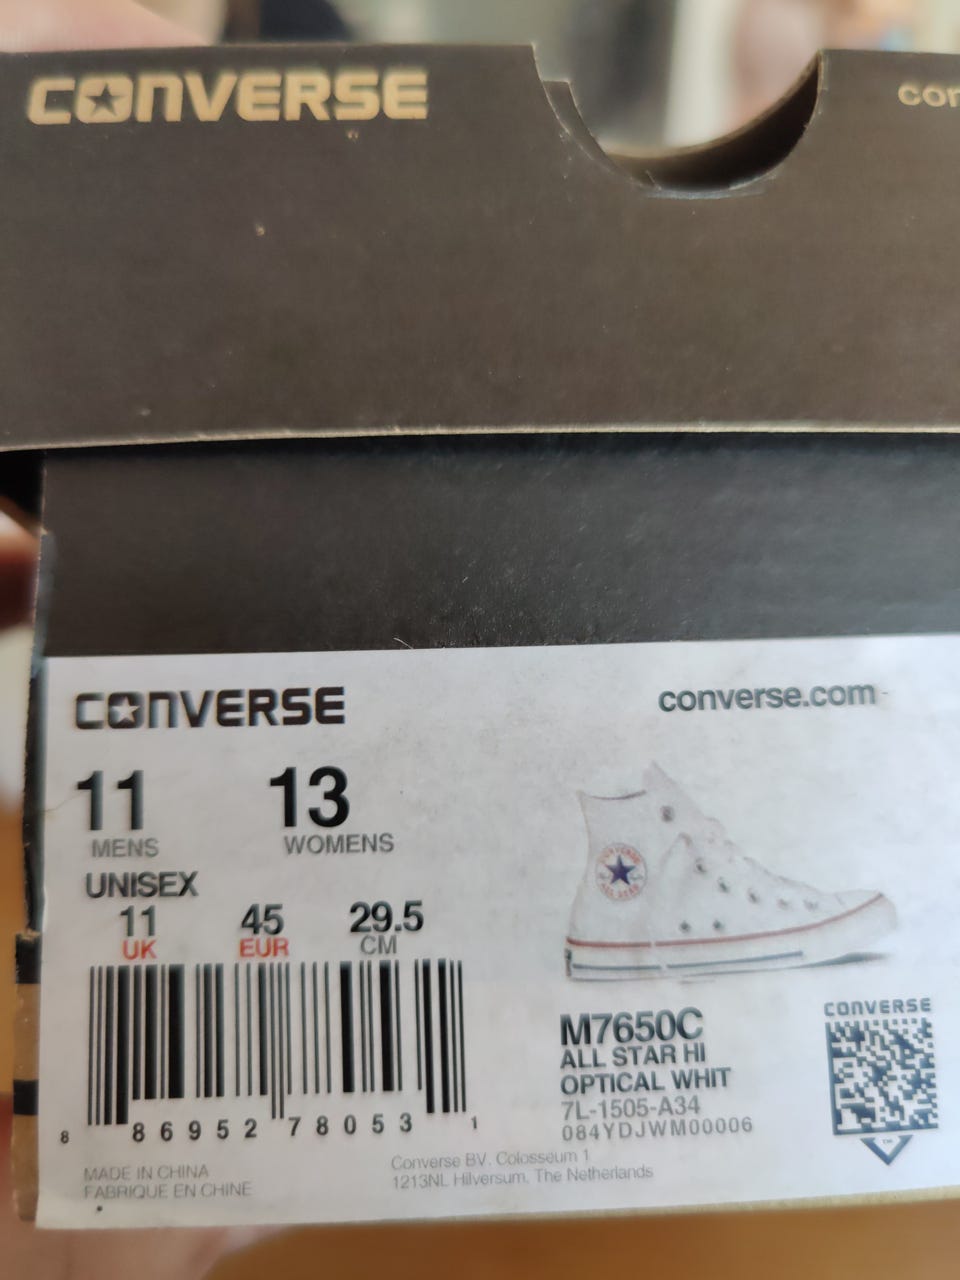 CONVERSE
CONVERSE
converse.com
11 13
MENS WOMENS
UNISEX
11 45 29.5
UK EUR CM
ALL STAR
8 86952 78053 1
M7650C
ALL STAR HI
OPTICAL WHIT
7L-1505-A34
084YDJWM00006
CONVERSE
MADE IN CHINA
FABRIQUE EN CHINE
Converse BV. Colosseum 1
1213NL Hilversum, The Netherlands